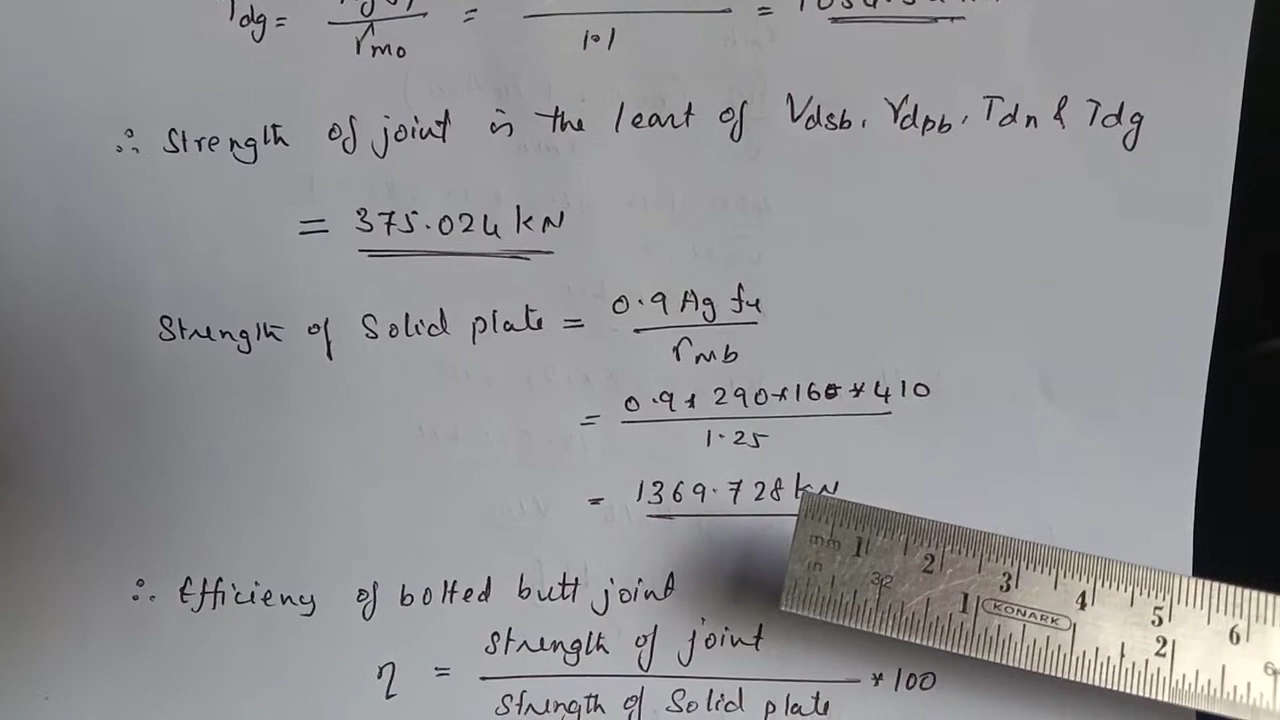 Tdg = / γm0 = / 1.1 =
∴ Strength of joint is the least of Vdsb, Vdpb, Tdn & Tdg
= 375.024 kN
Strength of Solid plate = 0.9 Ag fu / γmb
= 0.9 * 290 * 160 * 410 / 1.25
= 1369.728 kN
∴ Efficieny of bolted butt joint
η = Strength of joint / Strength of Solid plate * 100
mm 1 2 3 4 5 6
in 32 1 KONARK 2